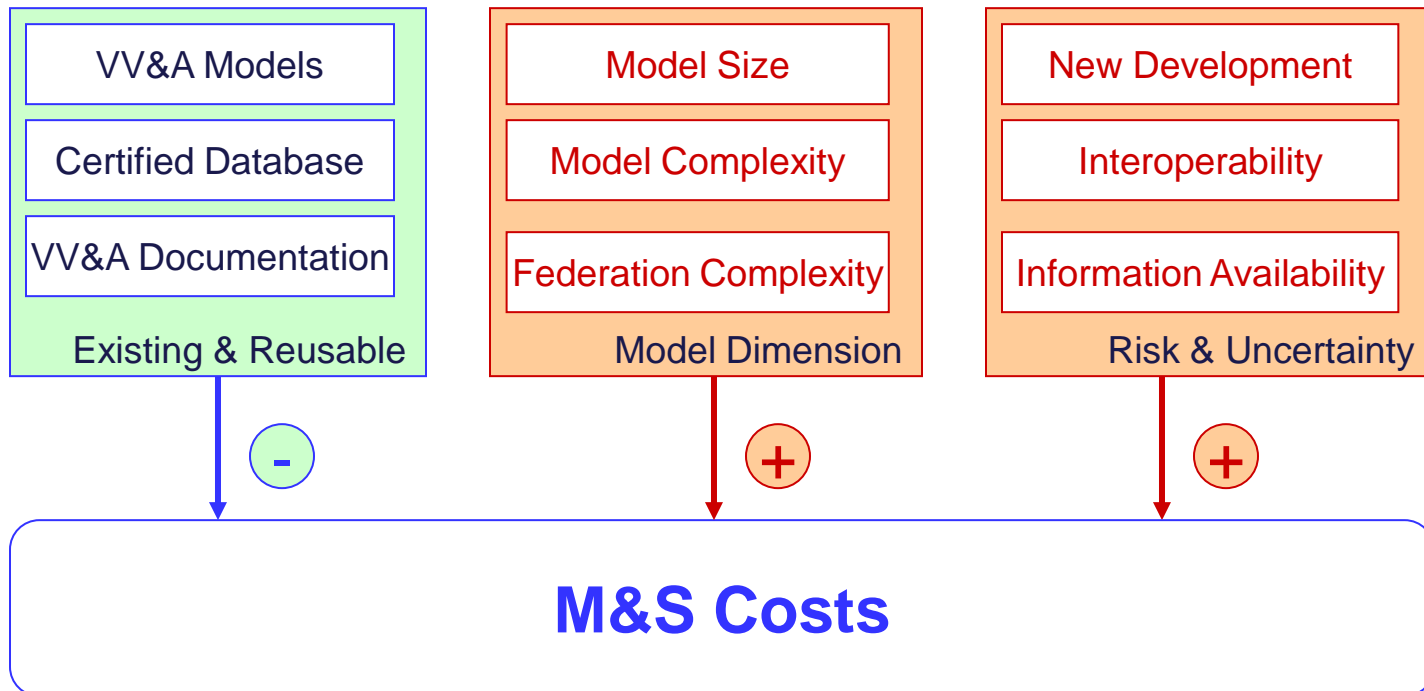 VV&A Models
Certified Database
VV&A Documentation
Existing & Reusable
Model Size
Model Complexity
Federation Complexity
Model Dimension
New Development
Interoperability
Information Availability
Risk & Uncertainty
-
+
+
M&S Costs